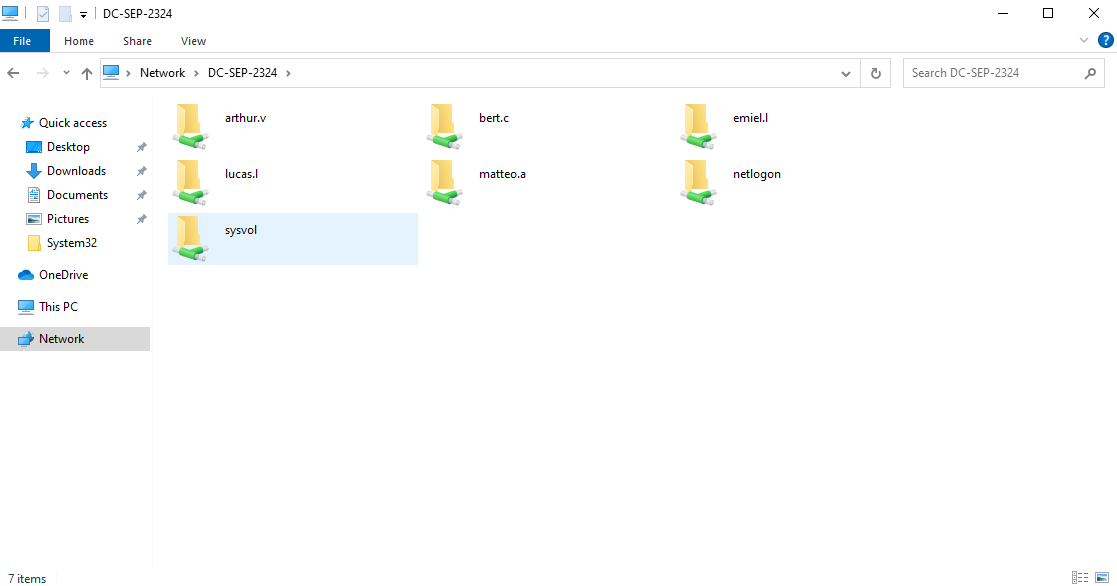 DC-SEP-2324
File Home Share View
Network DC-SEP-2324 Search DC-SEP-2324
Quick access
Desktop
Downloads
Documents
Pictures
System32
OneDrive
This PC
Network
arthur.v bert.c emiel.l
lucas.l matteo.a netlogon
sysvol
7 items